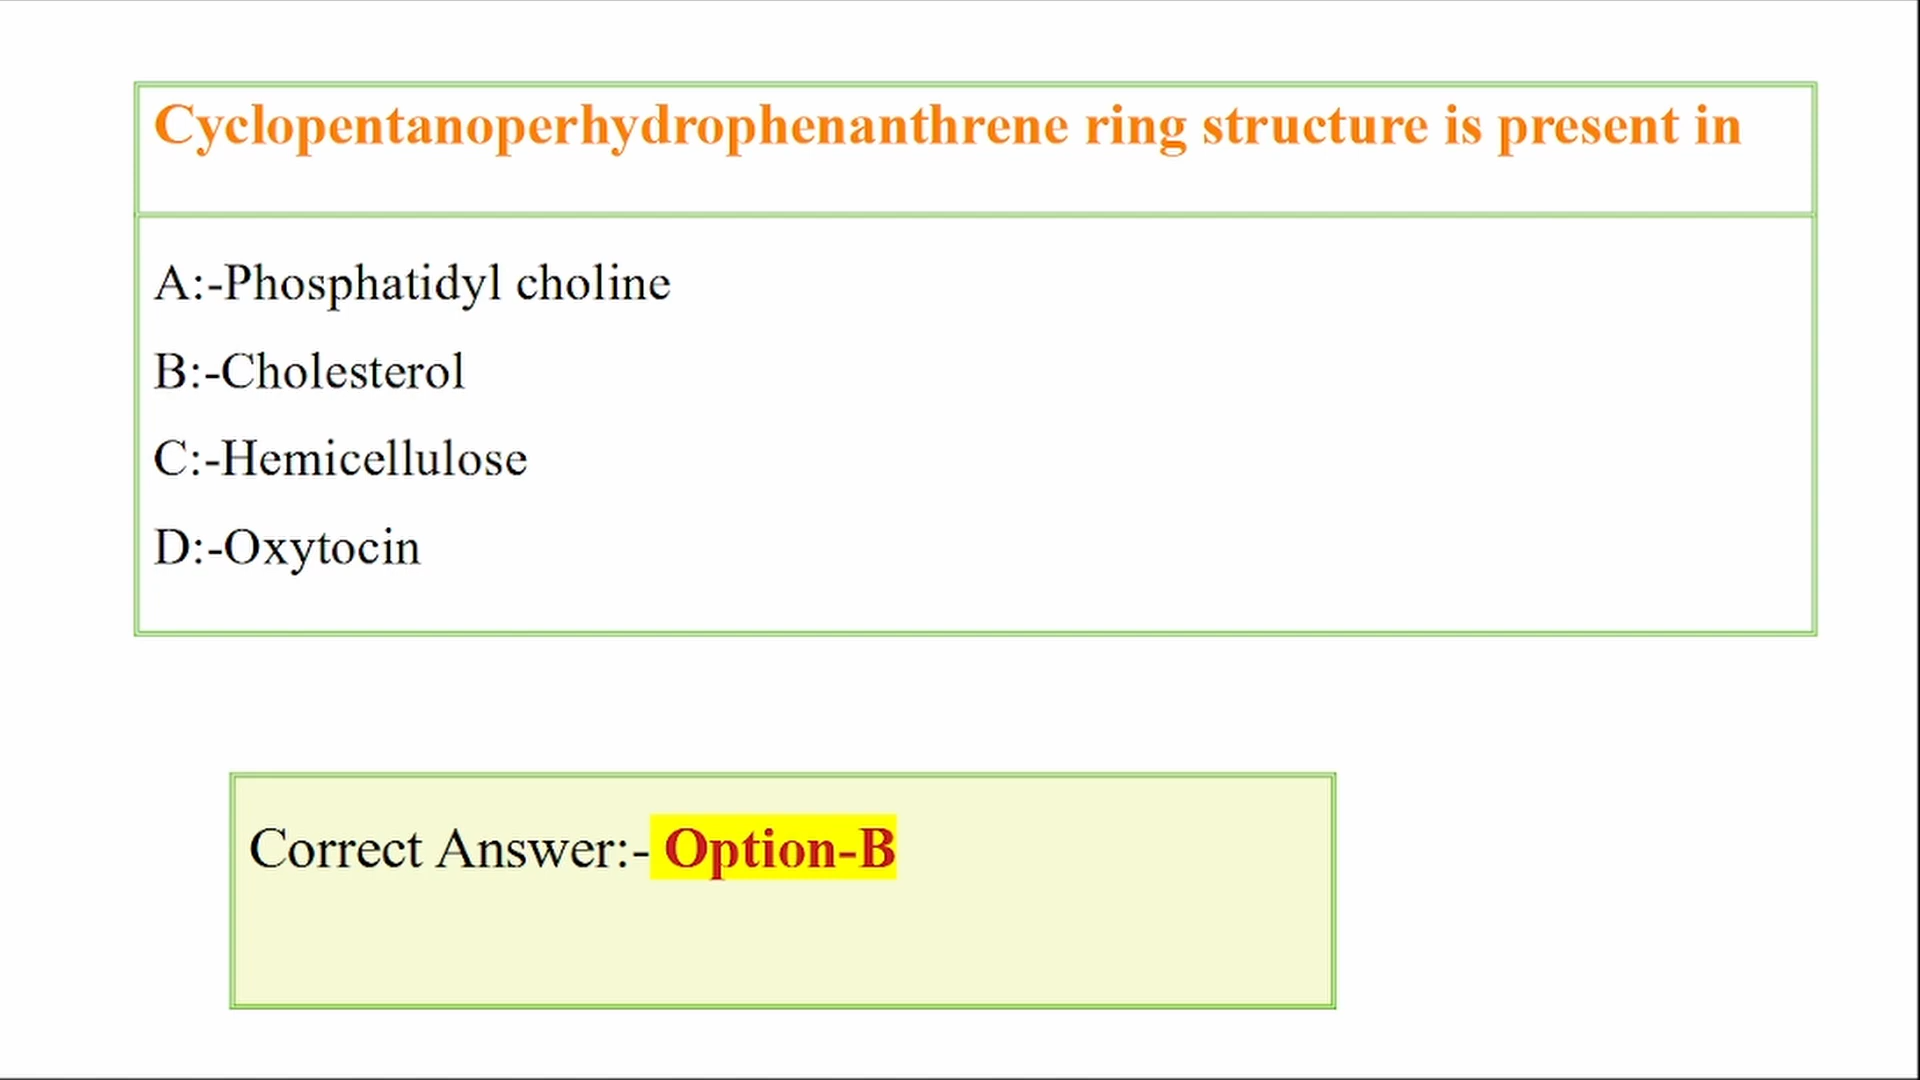 Cyclopentanoperhydrophenanthrene ring structure is present in
A:-Phosphatidyl choline
B:-Cholesterol
C:-Hemicellulose
D:-Oxytocin
Correct Answer:- Option-B